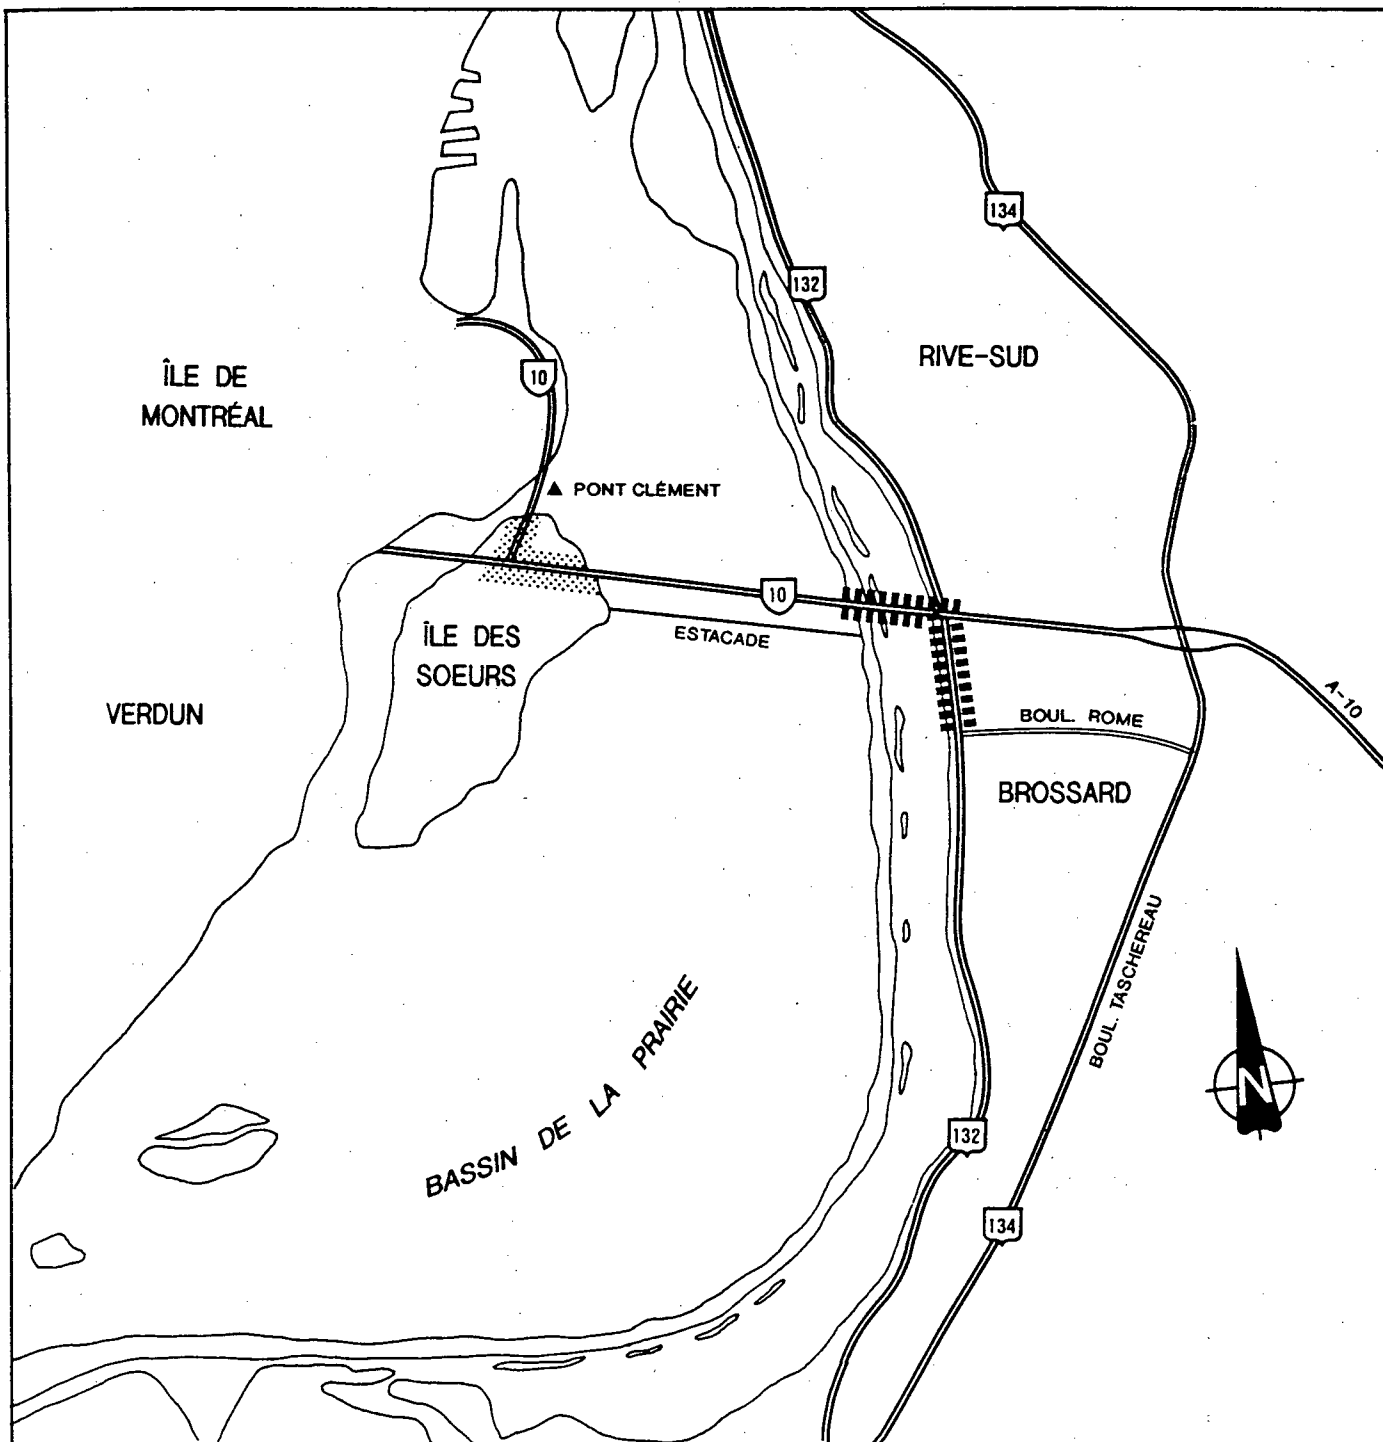 134
132
RIVE-SUD
ÎLE DE
MONTRÉAL
10
PONT CLÉMENT
10
ESTACADE
ÎLE DES
SOEURS
VERDUN
A-10
BOUL. ROME
BROSSARD
BOUL. TASCHEREAU
BASSIN DE LA PRAIRIE
N
132
134